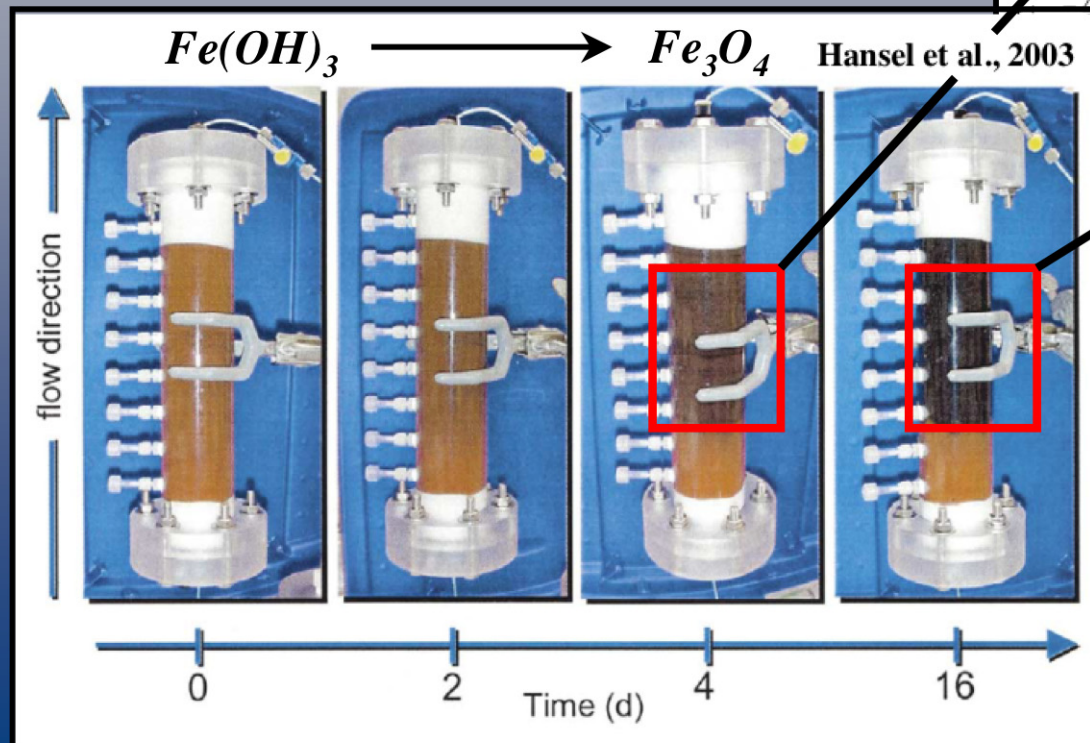 Fe(OH)₃ Fe₃O₄
Hansel et al., 2003
flow direction
0 2 4 16
Time (d)